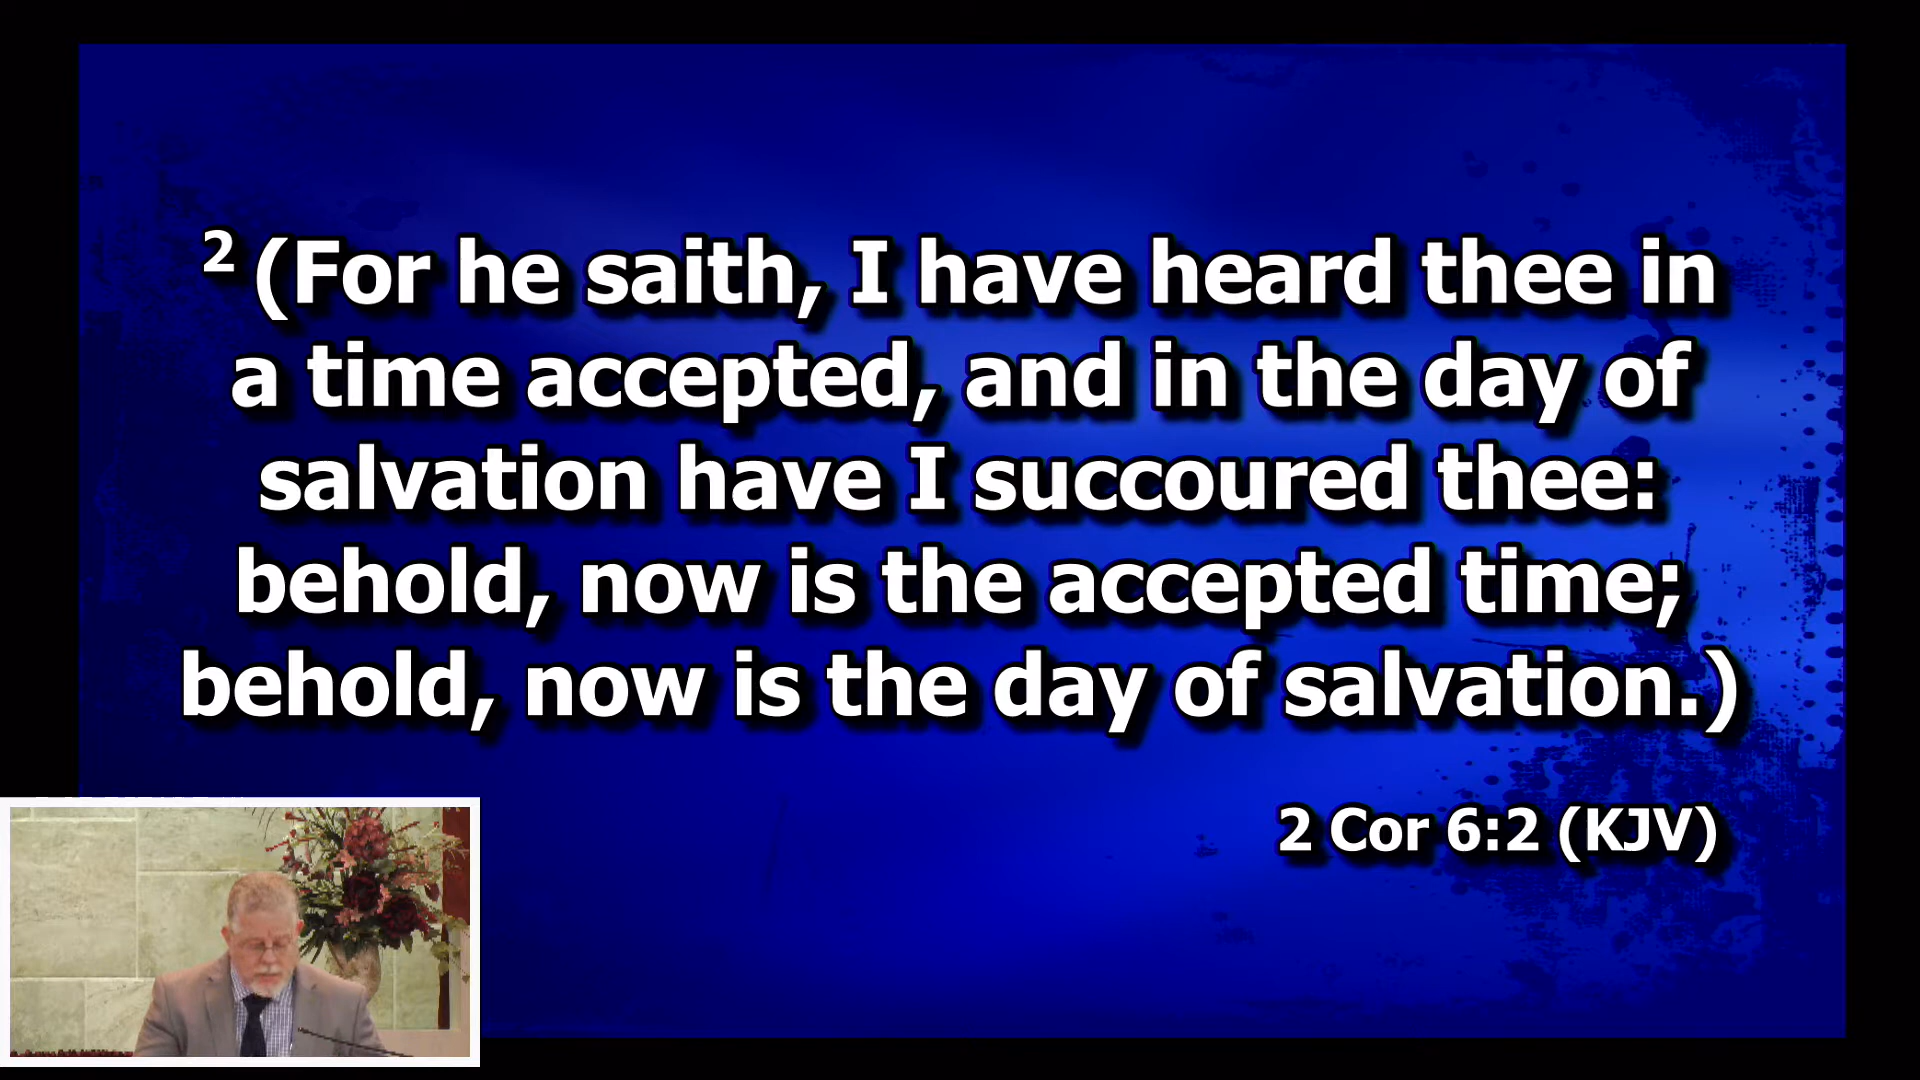 2 (For he saith, I have heard thee in
a time accepted, and in the day of
salvation have I succoured thee:
behold, now is the accepted time;
behold, now is the day of salvation.)
2 Cor 6:2 (KJV)